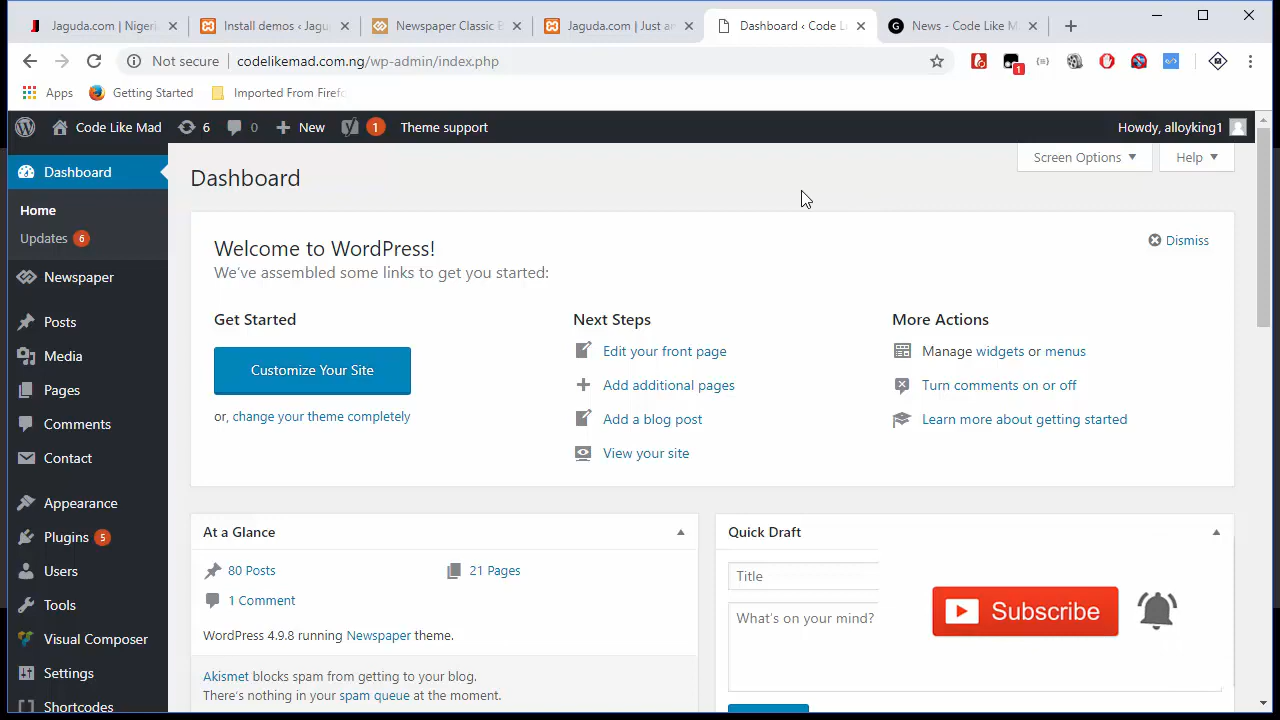 Jaguda.com | Nigeri
Install demos ‹ Jagu
Newspaper Classic B
Jaguda.com | Just an
Dashboard ‹ Code L
News - Code Like M
Not secure
codelikemad.com.ng/wp-admin/index.php
1
Apps
Getting Started
Imported From Firefo
Code Like Mad
6
0
New
1
Theme support
Howdy, alloyking1
Dashboard
Home
Updates 6
Newspaper
Posts
Media
Pages
Comments
Contact
Appearance
Plugins 5
Users
Tools
Visual Composer
Settings
Shortcodes
Screen Options
Help
Dashboard
Welcome to WordPress!
We've assembled some links to get you started:
Dismiss
Get Started
Customize Your Site
or, change your theme completely
Next Steps
Edit your front page
Add additional pages
Add a blog post
View your site
More Actions
Manage widgets or menus
Turn comments on or off
Learn more about getting started
At a Glance
80 Posts
21 Pages
1 Comment
WordPress 4.9.8 running Newspaper theme.
Akismet blocks spam from getting to your blog.
There's nothing in your spam queue at the moment.
Quick Draft
Title
What's on your mind?
Subscribe